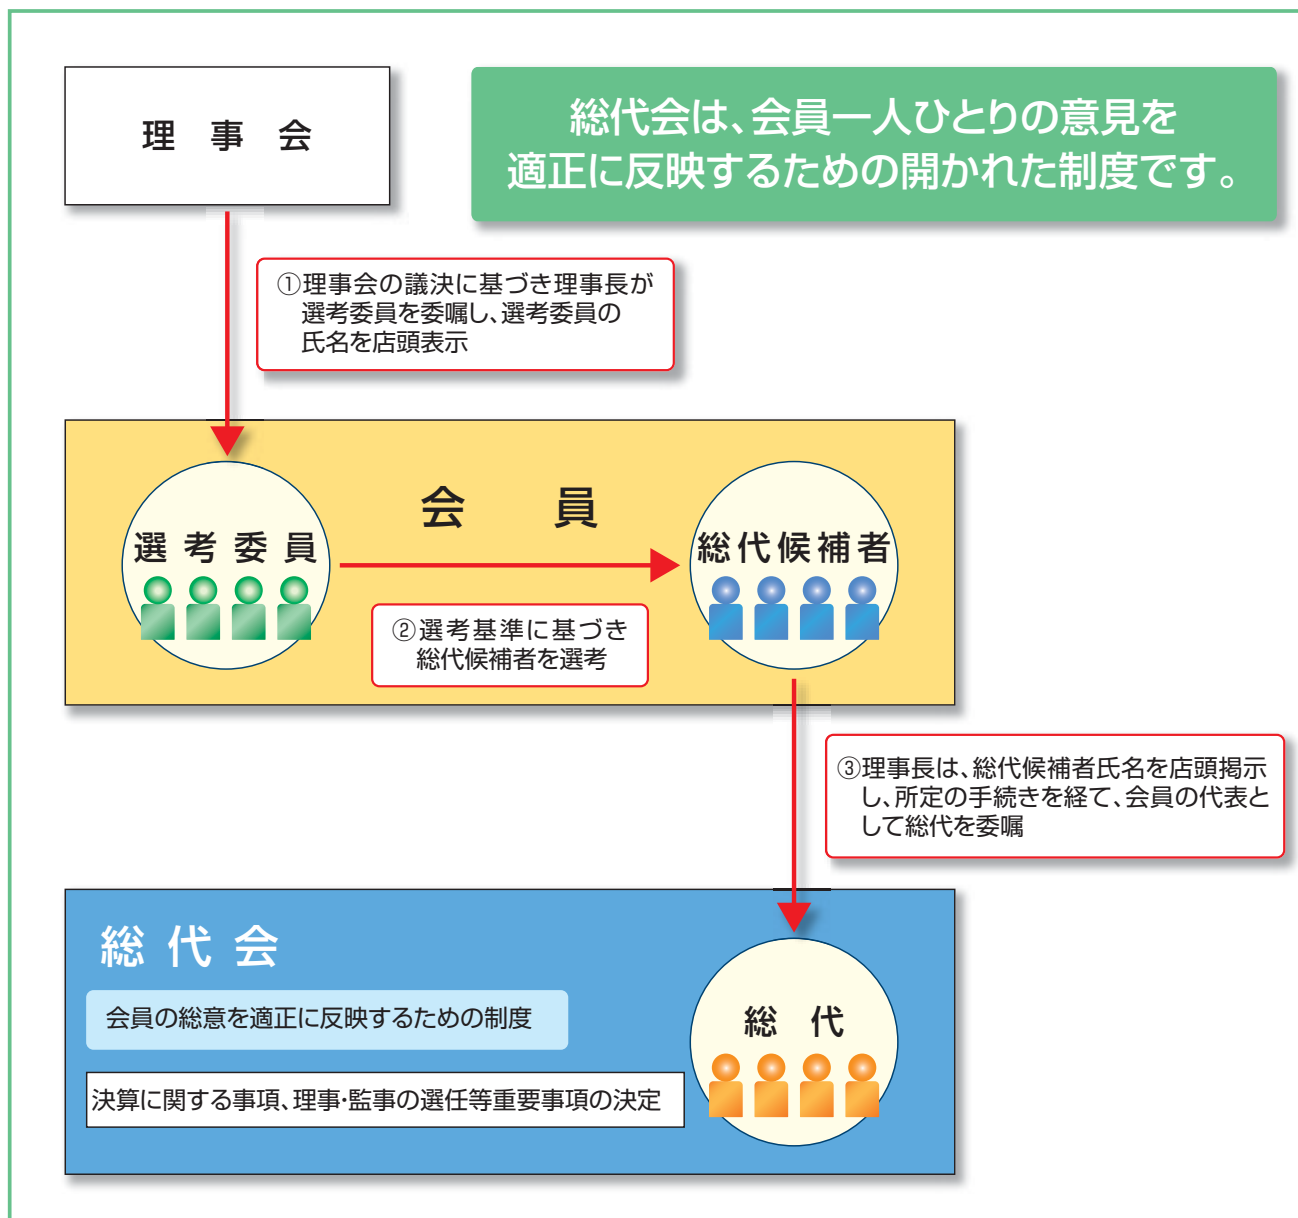 理事会
総代会は、会員一人ひとりの意見を
適正に反映するための開かれた制度です。
①理事会の議決に基づき理事長が
選考委員を委嘱し、選考委員の
氏名を店頭表示
会員
選考委員
総代候補者
②選考基準に基づき
総代候補者を選考
③理事長は、総代候補者氏名を店頭掲示
し、所定の手続きを経て、会員の代表と
して総代を委嘱
総代会
会員の総意を適正に反映するための制度
総代
決算に関する事項、理事・監事の選任等重要事項の決定